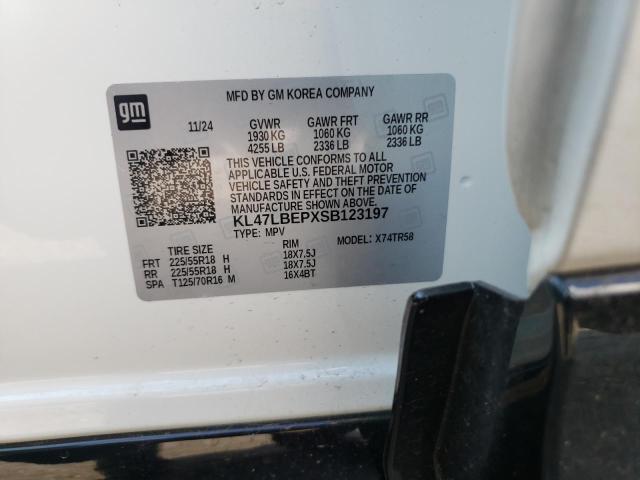 gm
MFD BY GM KOREA COMPANY
11/24
GVWR GAWR FRT GAWR RR
1930 KG 1060 KG 1060 KG
4255 LB 2336 LB 2336 LB
THIS VEHICLE CONFORMS TO ALL
APPLICABLE U.S. FEDERAL MOTOR
VEHICLE SAFETY AND THEFT PREVENTION
STANDARDS IN EFFECT ON THE DATE OF
MANUFACTURE SHOWN ABOVE.
KL47LBEPXSB123197
TYPE: MPV MODEL: X74TR58
TIRE SIZE RIM
FRT 225/55R18 H 18X7.5J
RR 225/55R18 H 18X7.5J
SPA T125/70R16 M 16X4BT